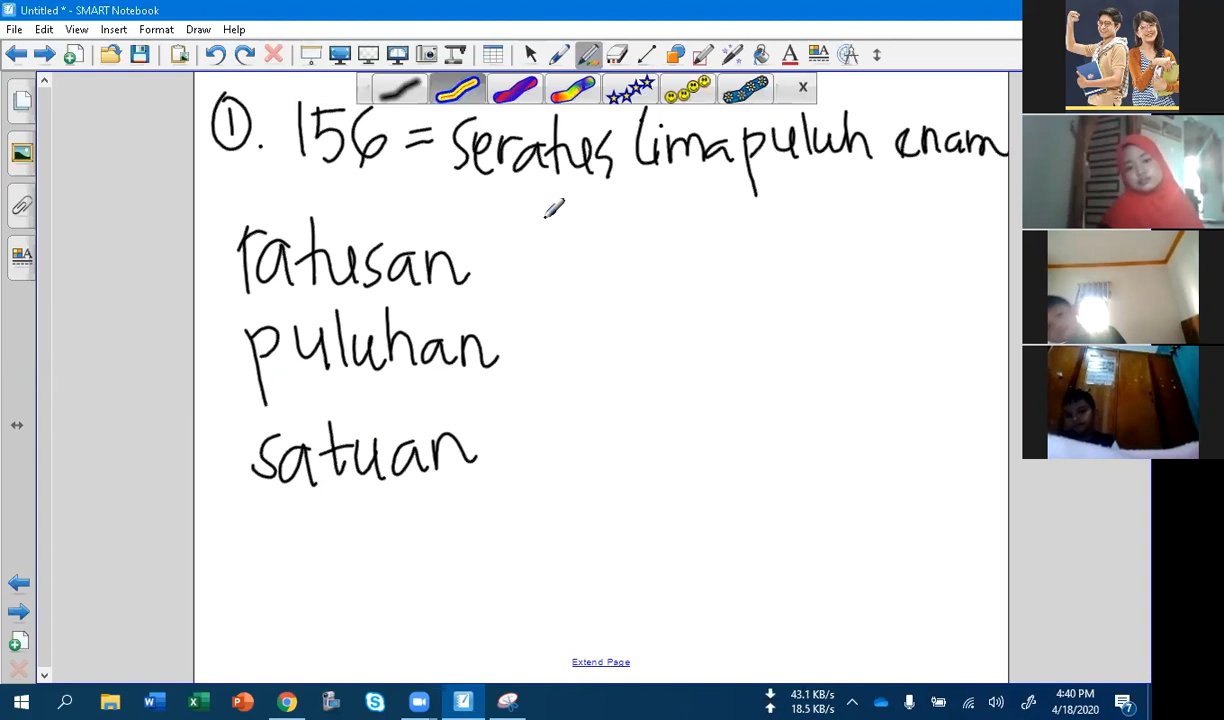 Untitled * - SMART Notebook
File Edit View Insert Format Draw Help
x
①. 156 = seratus limapuluh enam
ratusan
puluhan
satuan
Extend Page
43.1 KB/s
18.5 KB/s
4:40 PM
4/18/2020
7